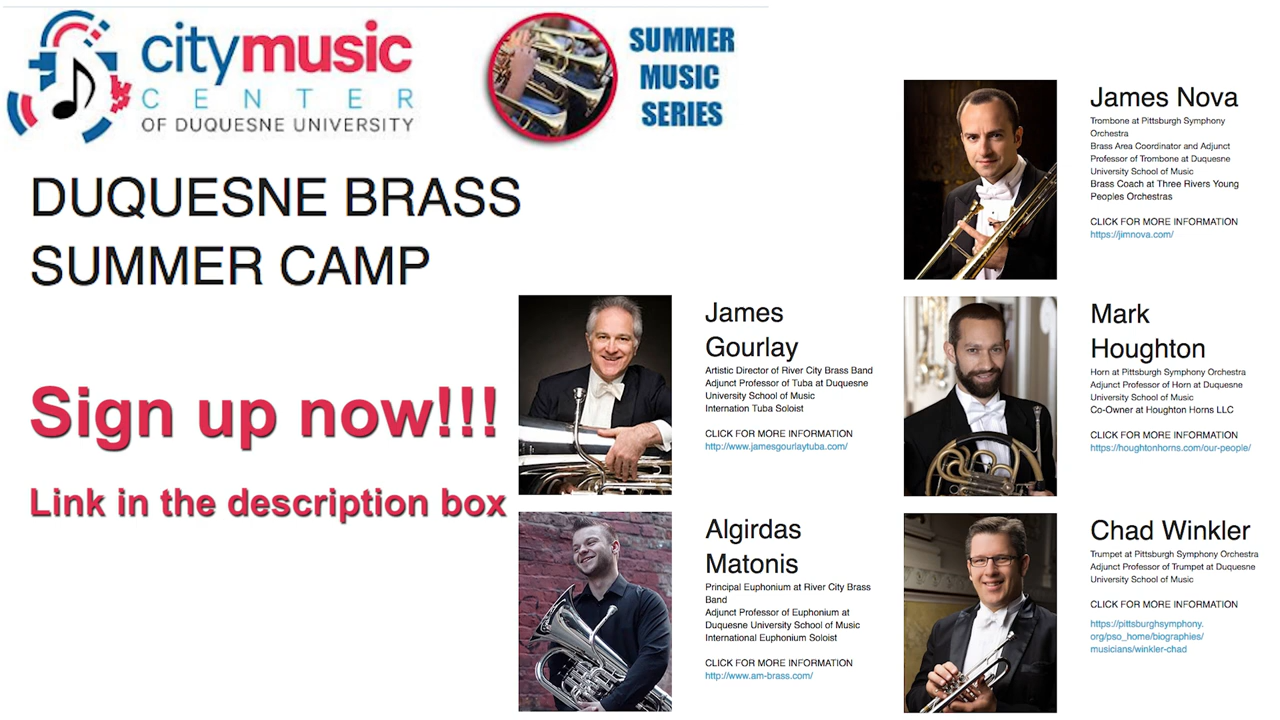 citymusic
CENTER
OF DUQUESNE UNIVERSITY
SUMMER
MUSIC
SERIES
DUQUESNE BRASS
SUMMER CAMP
Sign up now!!!
Link in the description box
James
Gourlay
Artistic Director of River City Brass Band
Adjunct Professor of Tuba at Duquesne
University School of Music
Internation Tuba Soloist
CLICK FOR MORE INFORMATION
http://www.jamesgourlaytuba.com/
Algirdas
Matonis
Principal Euphonium at River City Brass
Band
Adjunct Professor of Euphonium at
Duquesne University School of Music
International Euphonium Soloist
CLICK FOR MORE INFORMATION
http://www.am-brass.com/
James Nova
Trombone at Pittsburgh Symphony
Orchestra
Brass Area Coordinator and Adjunct
Professor of Trombone at Duquesne
University School of Music
Brass Coach at Three Rivers Young
Peoples Orchestras
CLICK FOR MORE INFORMATION
https://jimnova.com/
Mark
Houghton
Horn at Pittsburgh Symphony Orchestra
Adjunct Professor of Horn at Duquesne
University School of Music
Co-Owner at Houghton Horns LLC
CLICK FOR MORE INFORMATION
https://houghtonhorns.com/our-people/
Chad Winkler
Trumpet at Pittsburgh Symphony Orchestra
Adjunct Professor of Trumpet at Duquesne
University School of Music
CLICK FOR MORE INFORMATION
https://pittsburghsymphony.
org/pso_home/biographies/
musicians/winkler-chad